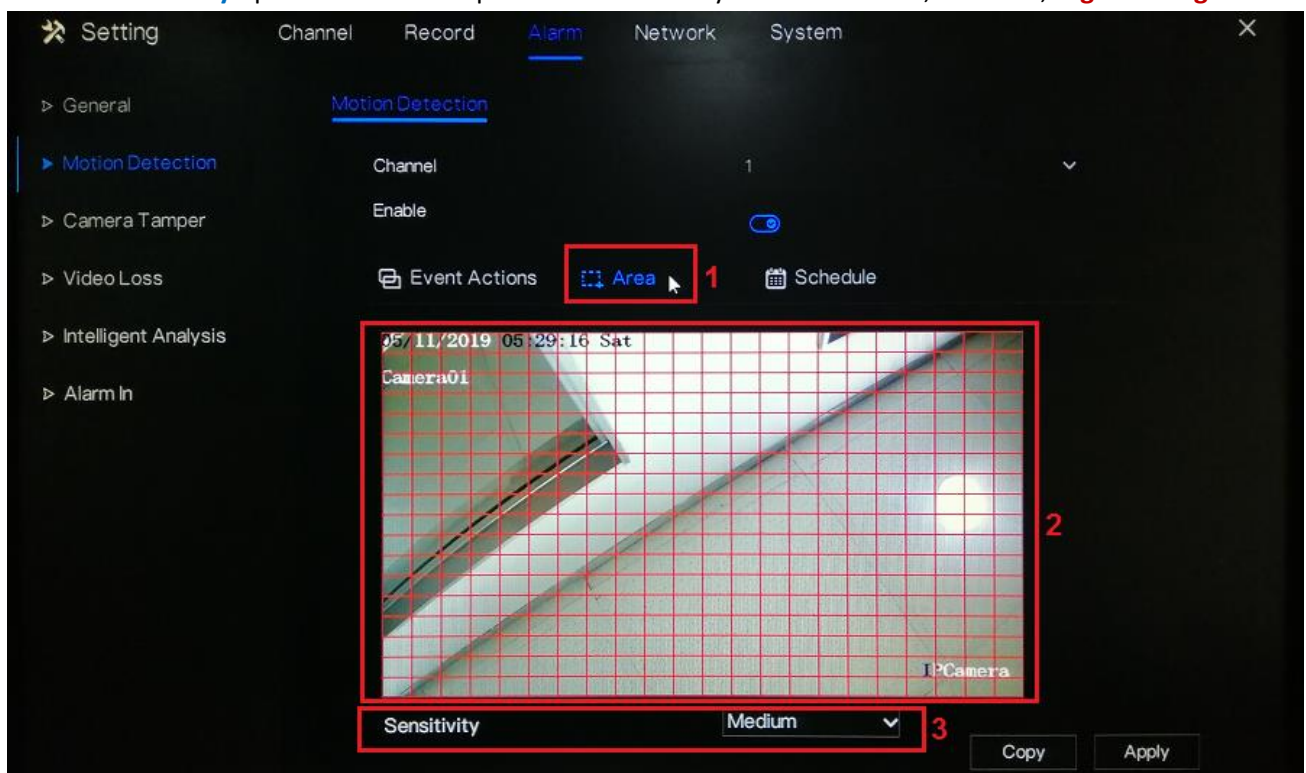 Setting Channel Record Alarm Network System
General
Motion Detection
Motion Detection
Channel 1
Camera Tamper
Enable
Video Loss
Event Actions Area 1 Schedule
Intelligent Analysis
05/11/2019 05:29:16 Sat
Camera01
Alarm In
2
IPCamera
Sensitivity Medium 3
Copy Apply